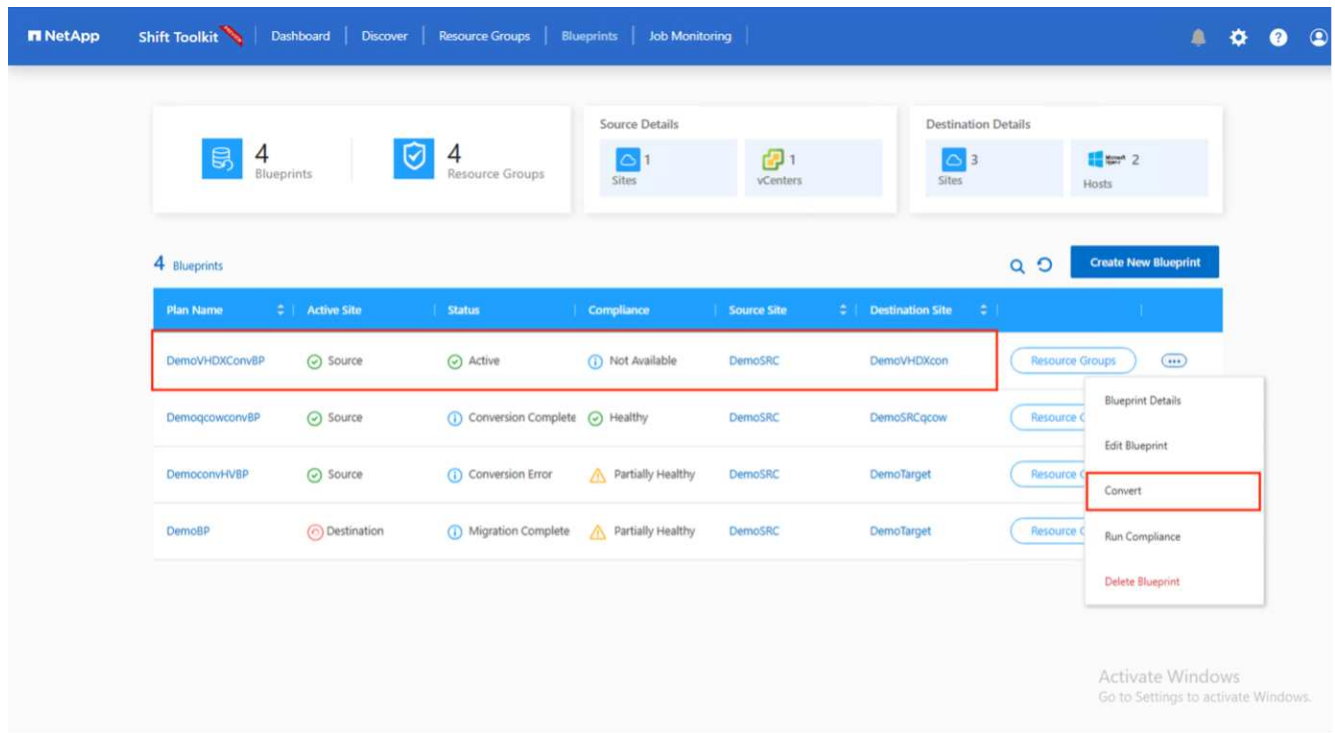 NetApp Shift Toolkit Dashboard Discover Resource Groups Blueprints Job Monitoring
4 Blueprints
4 Resource Groups
Source Details
1 Sites
1 vCenters
Destination Details
3 Sites
2 Hosts
4 Blueprints
Create New Blueprint
Plan Name Active Site Status Compliance Source Site Destination Site
DemoVHDXConvBP Source Active Not Available DemoSRC DemoVHDXcon Resource Groups
DemoqcowconvBP Source Conversion Complete Healthy DemoSRC DemoSRCqcow Resource
DemoconvHVBP Source Conversion Error Partially Healthy DemoSRC DemoTarget Resource
DemoBP Destination Migration Complete Partially Healthy DemoSRC DemoTarget Resource
Blueprint Details
Edit Blueprint
Convert
Run Compliance
Delete Blueprint
Activate Windows
Go to Settings to activate Windows.